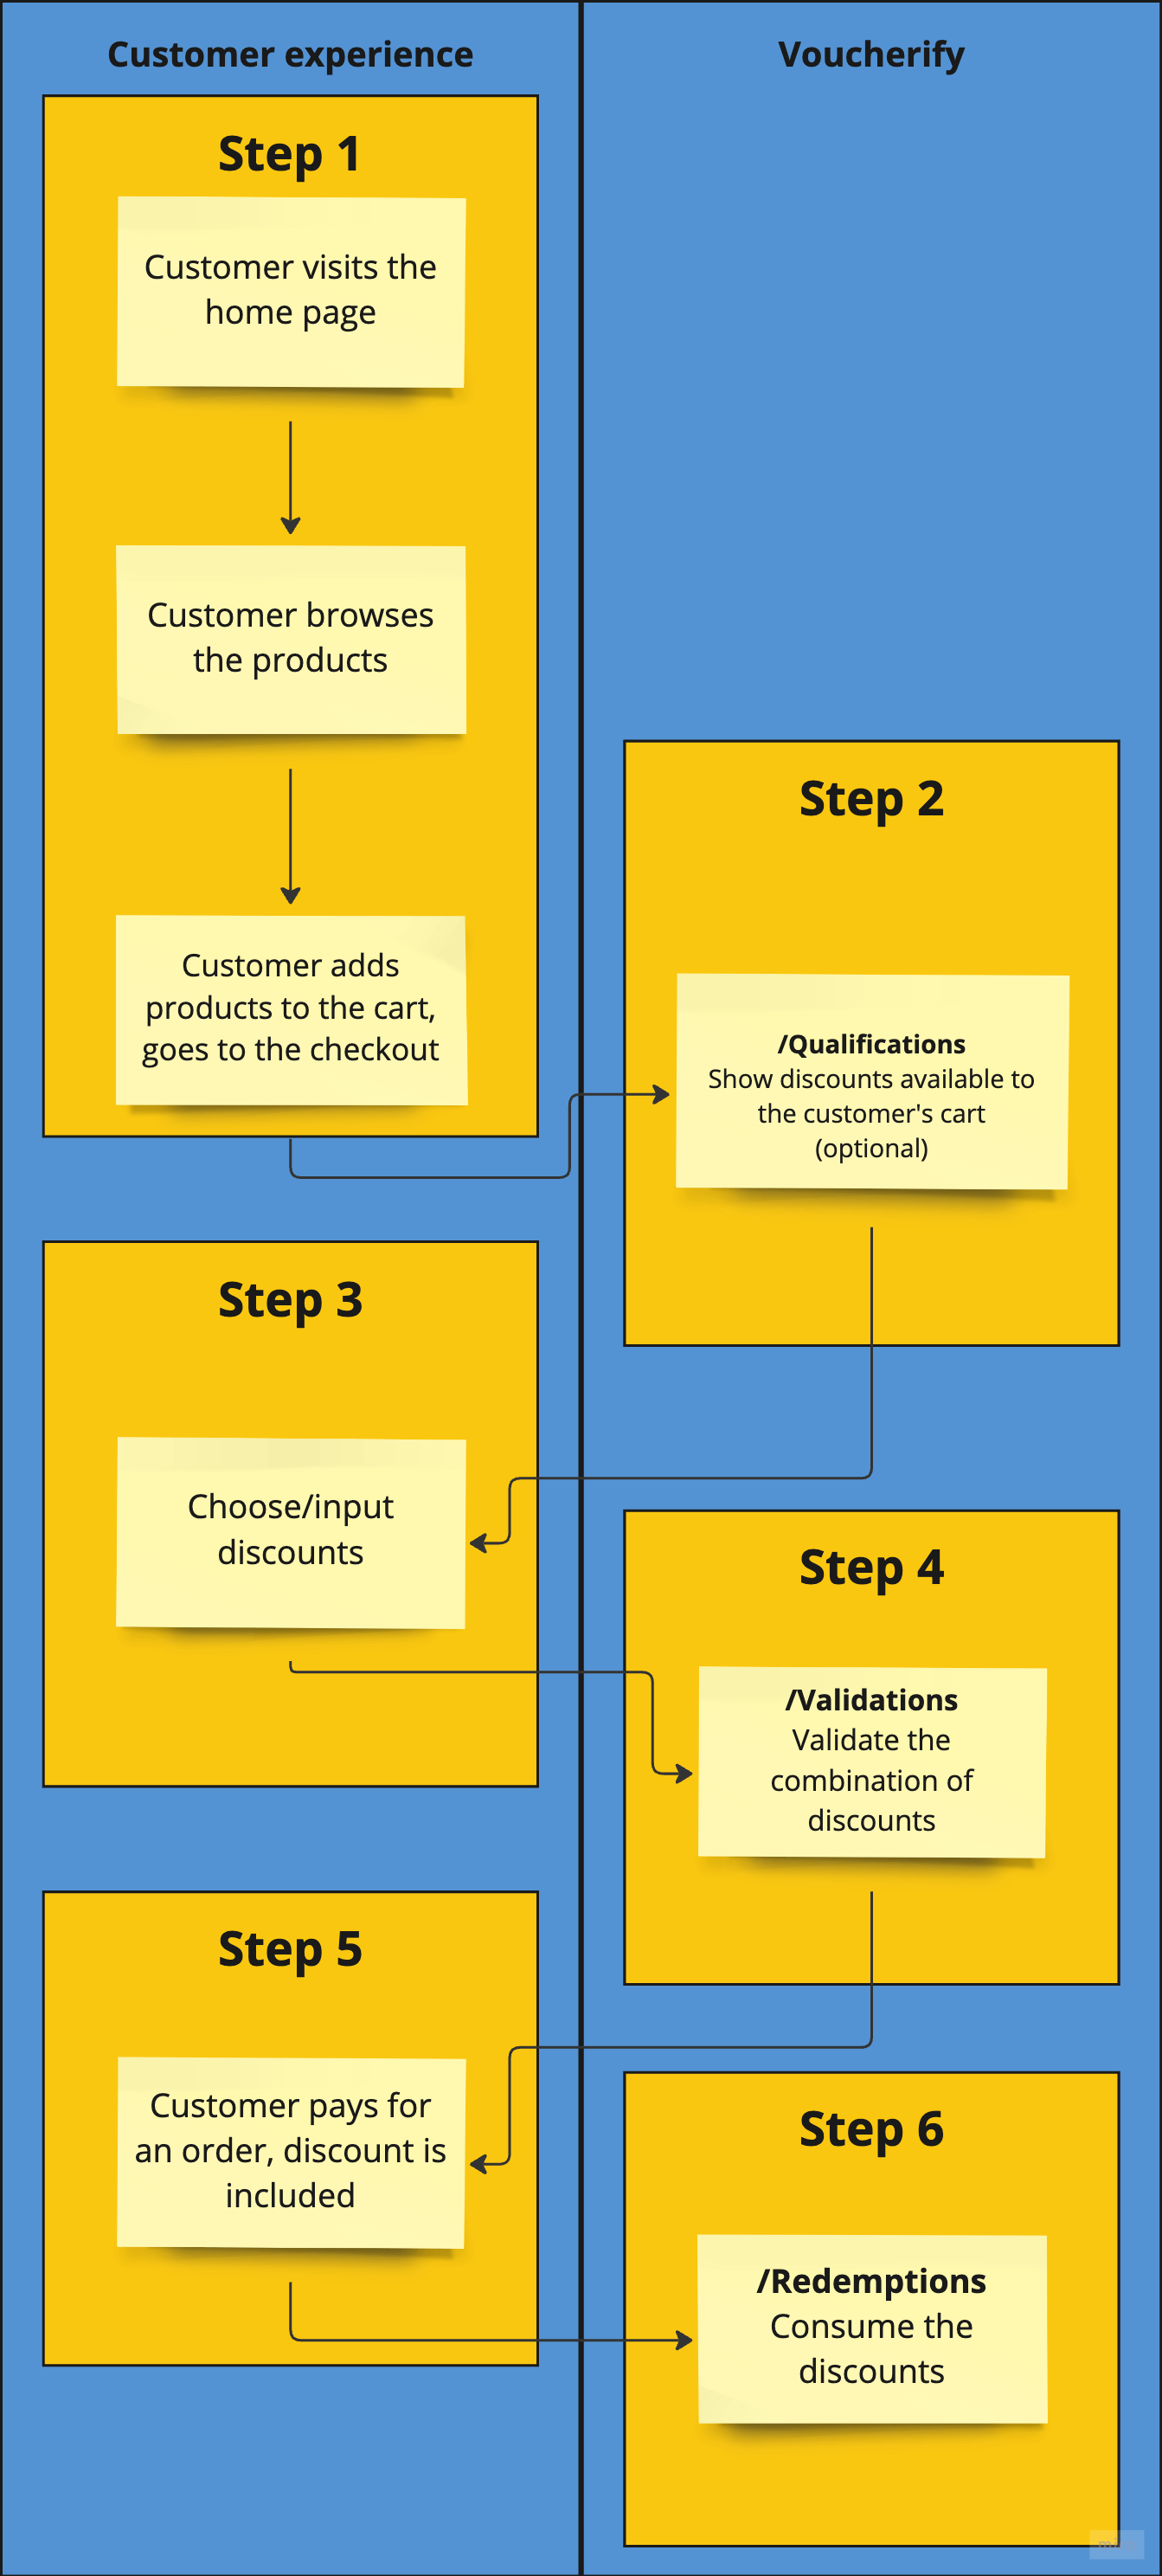 Customer experience
Voucherify
Step 1
Customer visits the
home page
Customer browses
the products
Customer adds
products to the cart,
goes to the checkout
Step 2
/Qualifications
Show discounts available to
the customer's cart
(optional)
Step 3
Choose/input
discounts
Step 4
/Validations
Validate the
combination of
discounts
Step 5
Customer pays for
an order, discount is
included
Step 6
/Redemptions
Consume the
discounts